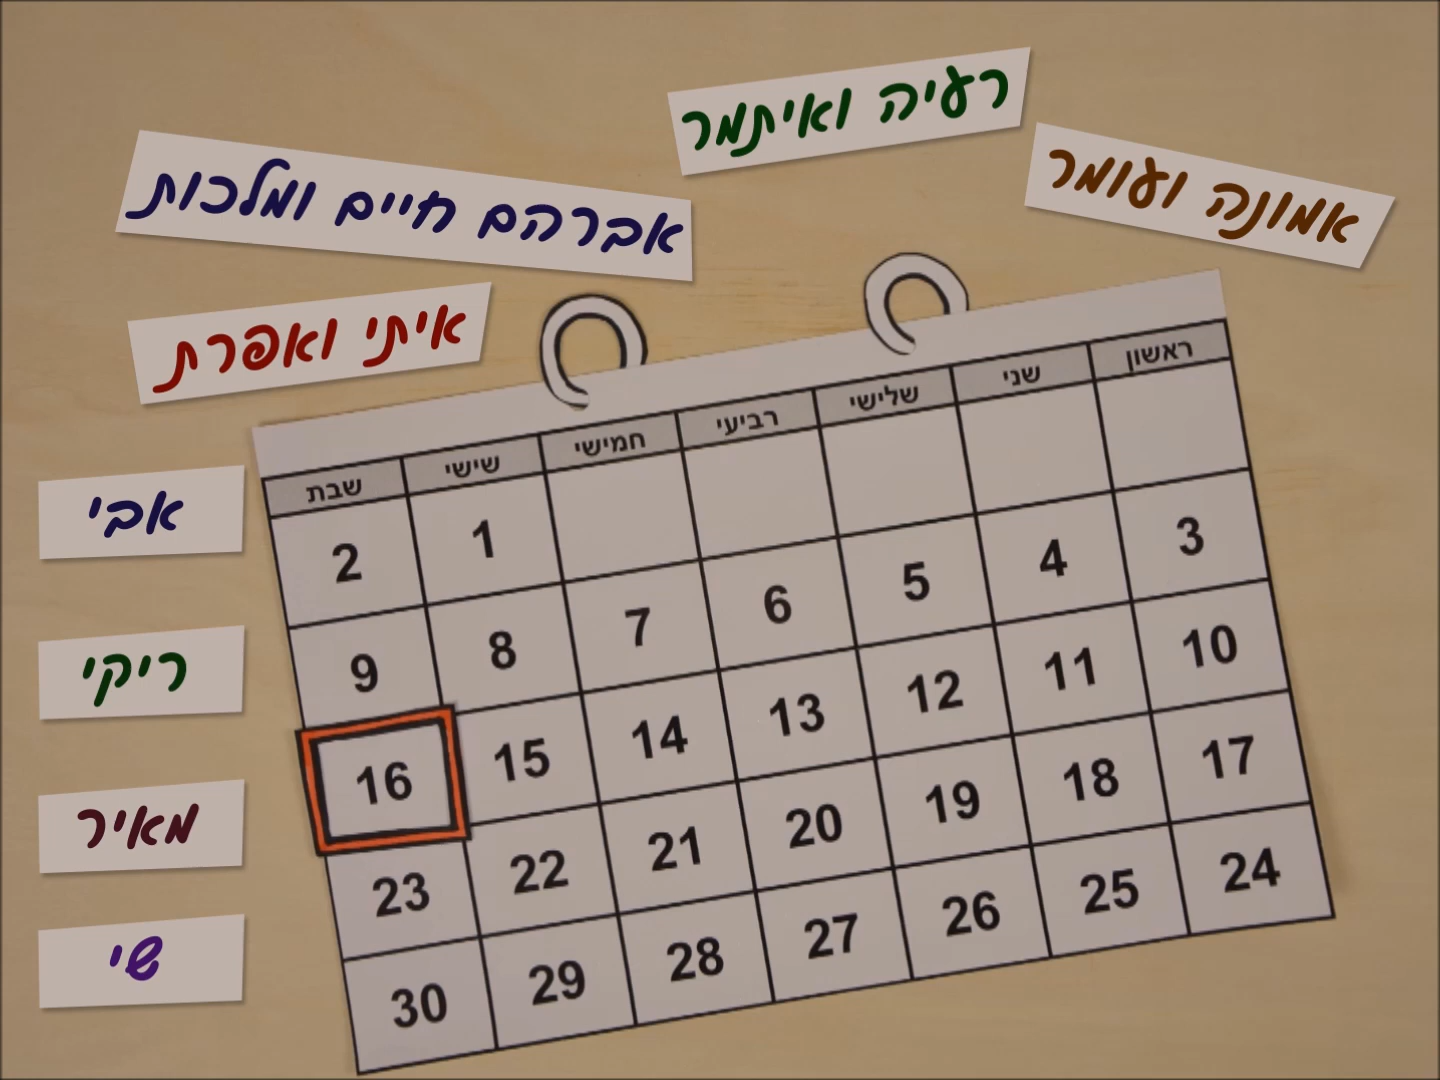 רעיה ואיתמר
אמונה ועומר
אברהם חיים ומלכות
איתי ואפרת
אבי
ריקי
מאיר
שי
ראשון שני שלישי רביעי חמישי שישי שבת
1 2
3 4 5 6 7 8 9
10 11 12 13 14 15 16
17 18 19 20 21 22 23
24 25 26 27 28 29 30